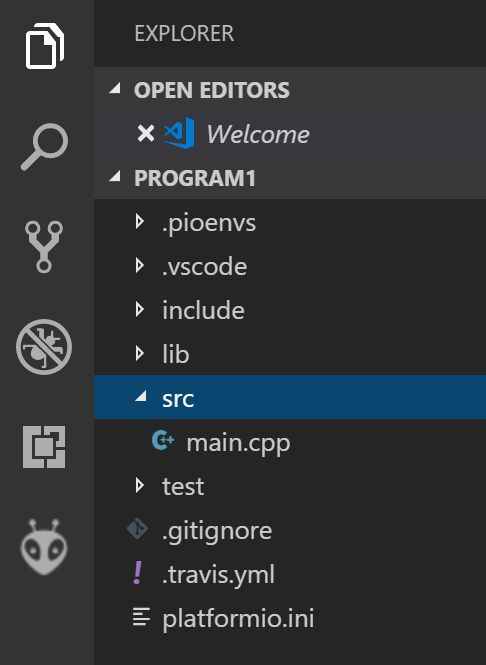 EXPLORER
OPEN EDITORS
Welcome
PROGRAM1
.pioenvs
.vscode
include
lib
src
main.cpp
test
.gitignore
.travis.yml
platformio.ini